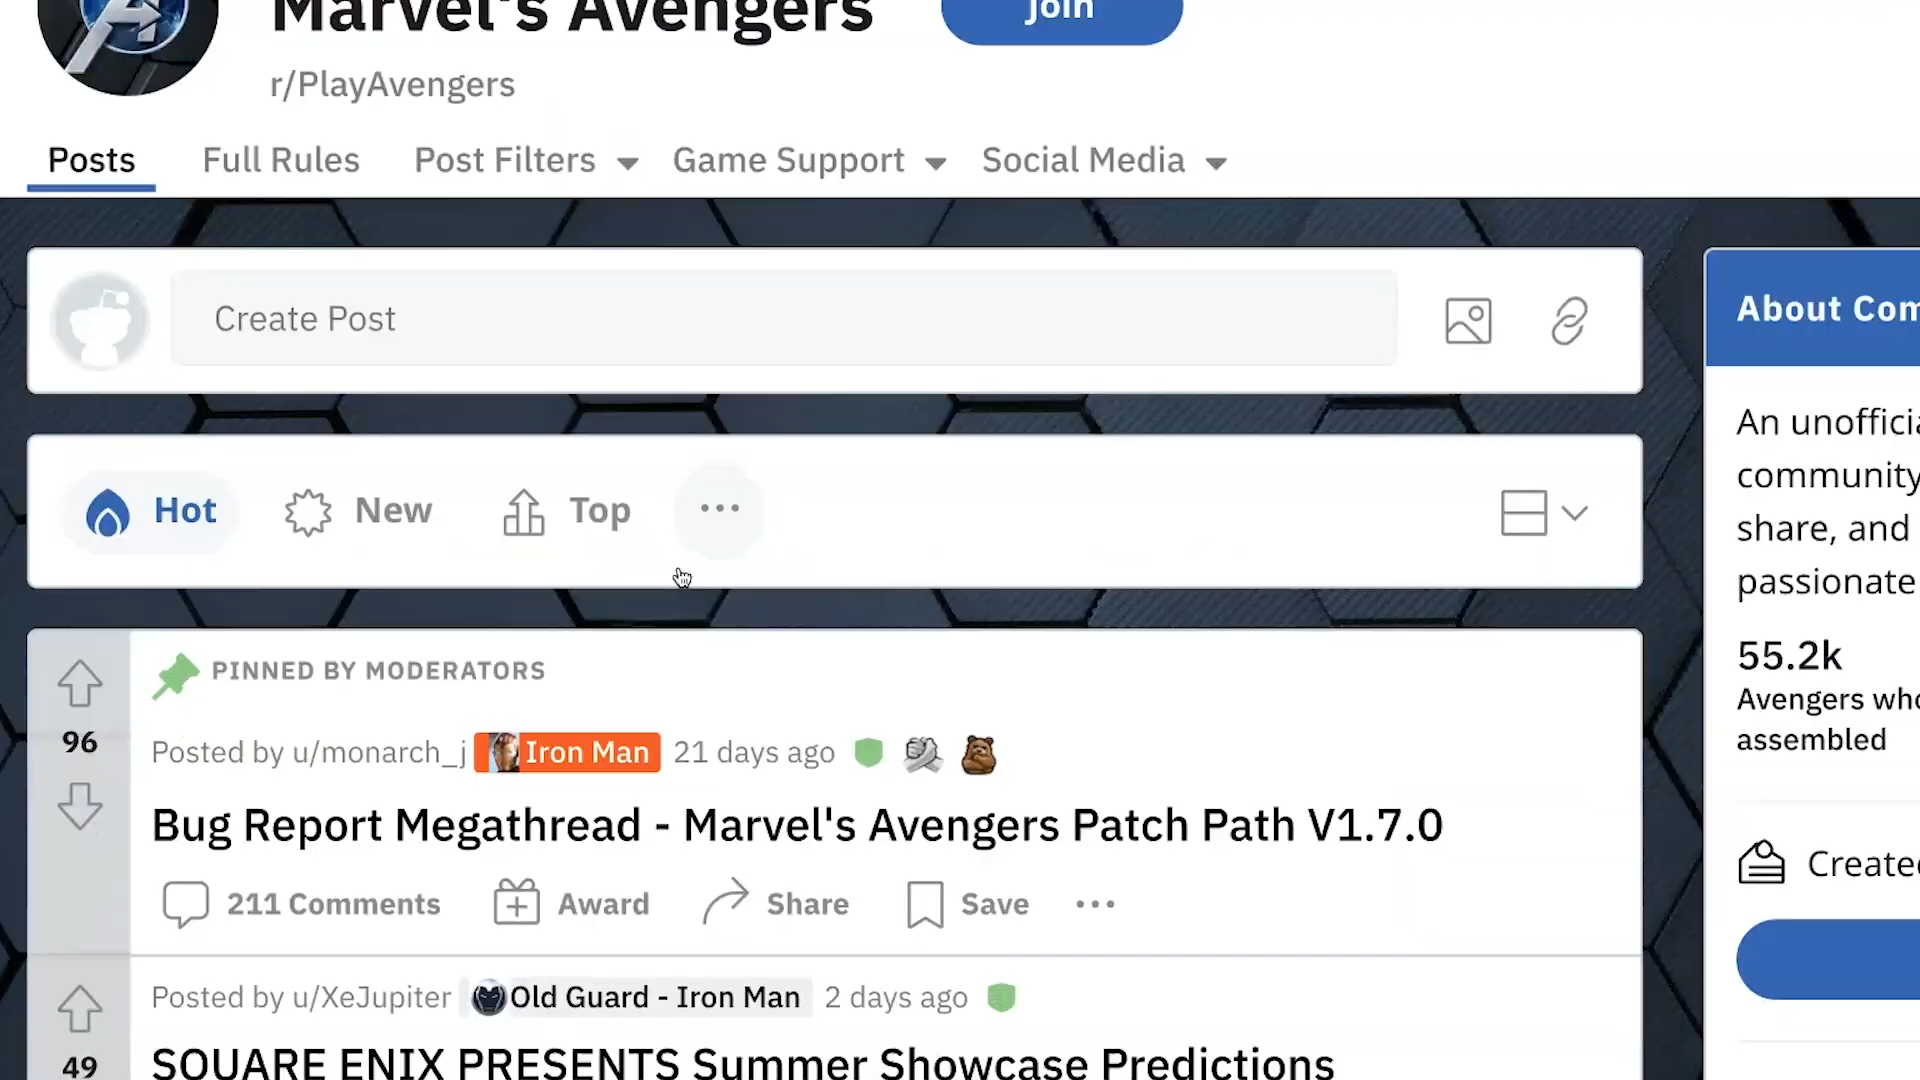 Marvel's Avengers
Join
r/PlayAvengers
Posts Full Rules Post Filters Game Support Social Media
Create Post
About Com
Hot New Top
An unofficia
community
share, and
passionate
55.2k
Avengers who
assembled
PINNED BY MODERATORS
96
Posted by u/monarch_j Iron Man 21 days ago
Bug Report Megathread - Marvel's Avengers Patch Path V1.7.0
211 Comments Award Share Save
Created
Posted by u/XeJupiter Old Guard - Iron Man 2 days ago
49
SQUARE ENIX PRESENTS Summer Showcase Predictions